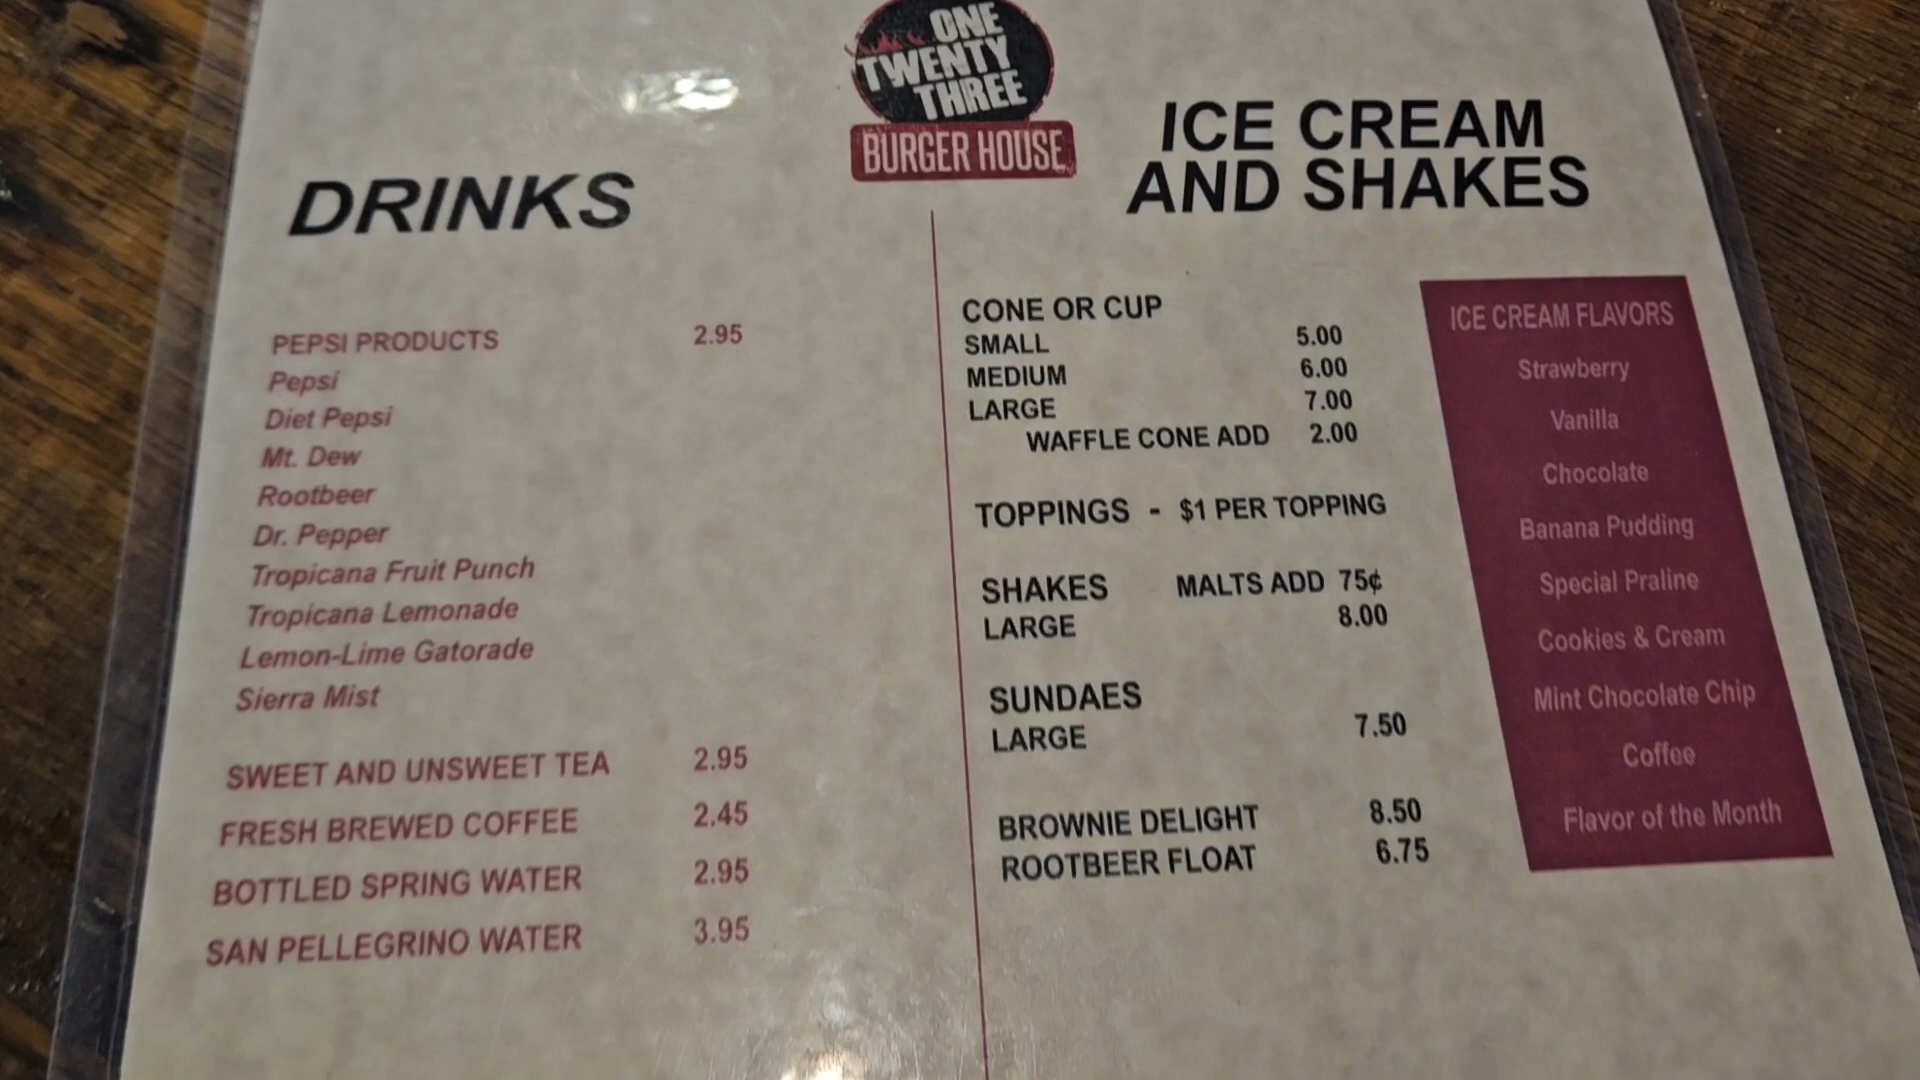 ONE
TWENTY
THREE
BURGER HOUSE
DRINKS
PEPSI PRODUCTS 2.95
Pepsi
Diet Pepsi
Mt. Dew
Rootbeer
Dr. Pepper
Tropicana Fruit Punch
Tropicana Lemonade
Lemon-Lime Gatorade
Sierra Mist
SWEET AND UNSWEET TEA 2.95
FRESH BREWED COFFEE 2.45
BOTTLED SPRING WATER 2.95
SAN PELLEGRINO WATER 3.95
ICE CREAM
AND SHAKES
CONE OR CUP
SMALL 5.00
MEDIUM 6.00
LARGE 7.00
WAFFLE CONE ADD 2.00
TOPPINGS - $1 PER TOPPING
SHAKES MALTS ADD 75¢
LARGE 8.00
SUNDAES
LARGE 7.50
BROWNIE DELIGHT 8.50
ROOTBEER FLOAT 6.75
ICE CREAM FLAVORS
Strawberry
Vanilla
Chocolate
Banana Pudding
Special Praline
Cookies & Cream
Mint Chocolate Chip
Coffee
Flavor of the Month